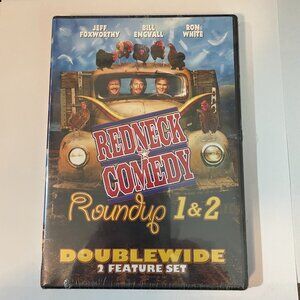 JEFF BILL RON
FOXWORTHY ENGVALL WHITE
REDNECK
COMEDY
Roundup 1 & 2
DOUBLEWIDE
2 FEATURE SET